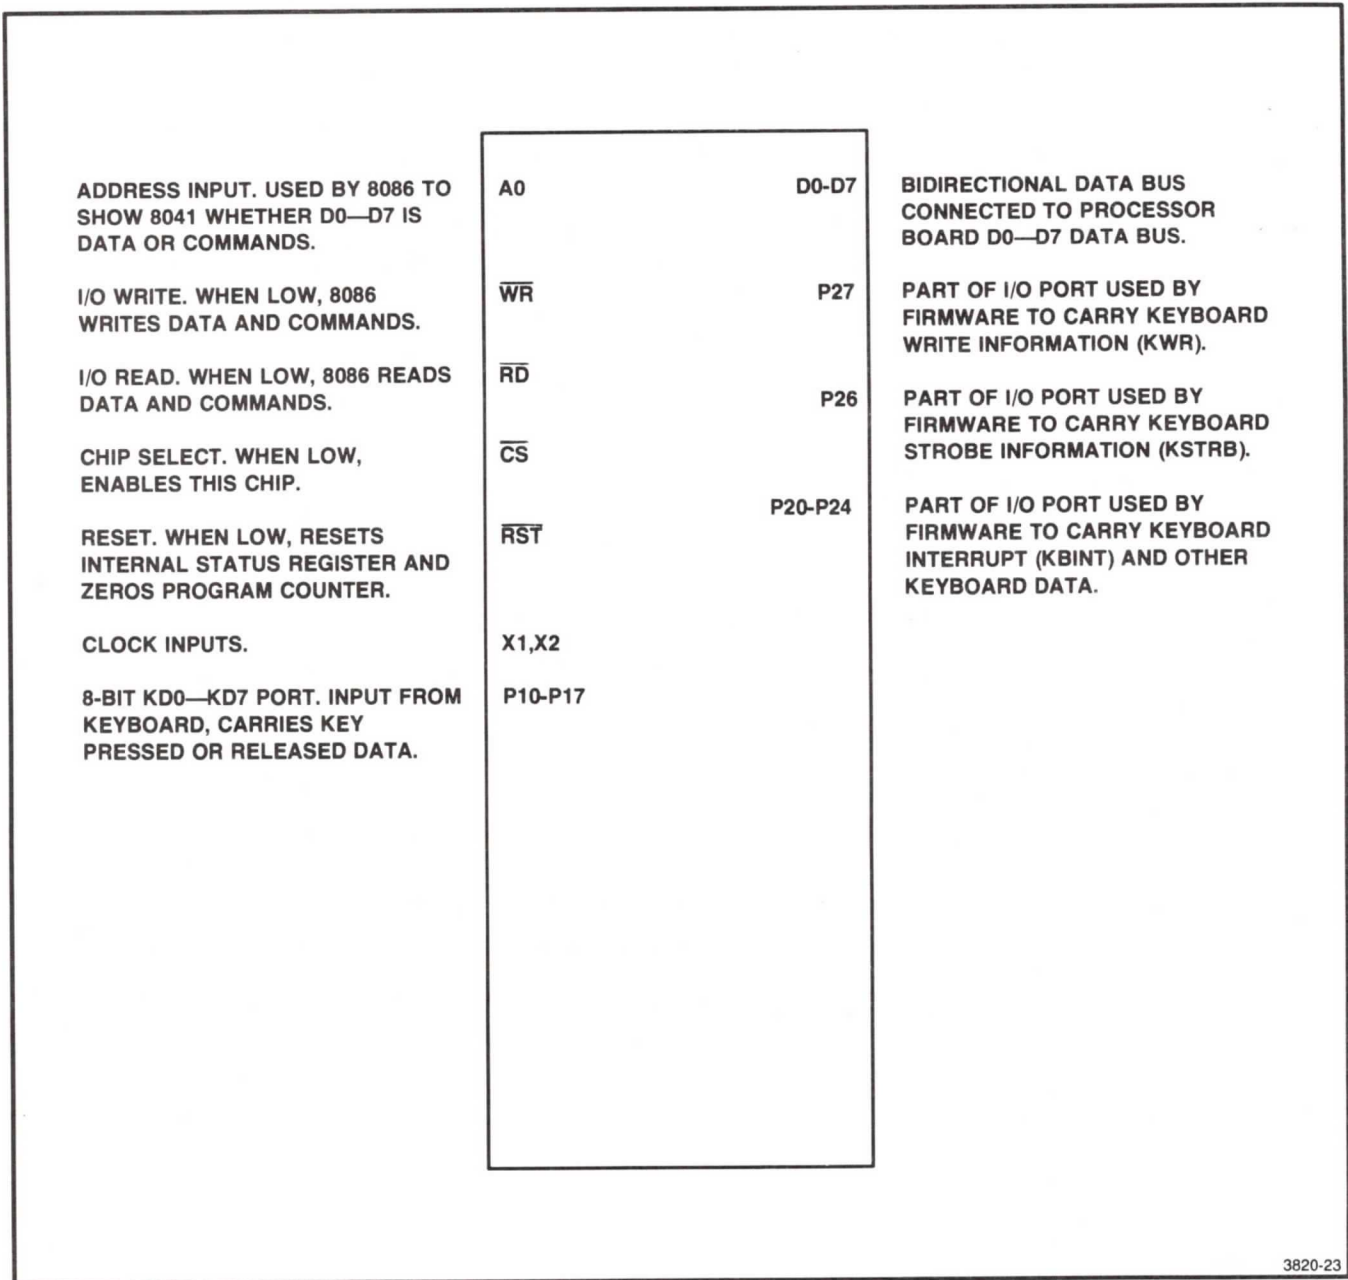 ADDRESS INPUT. USED BY 8086 TO
SHOW 8041 WHETHER D0—D7 IS
DATA OR COMMANDS.
I/O WRITE. WHEN LOW, 8086
WRITES DATA AND COMMANDS.
I/O READ. WHEN LOW, 8086 READS
DATA AND COMMANDS.
CHIP SELECT. WHEN LOW,
ENABLES THIS CHIP.
RESET. WHEN LOW, RESETS
INTERNAL STATUS REGISTER AND
ZEROS PROGRAM COUNTER.
CLOCK INPUTS.
8-BIT KD0—KD7 PORT. INPUT FROM
KEYBOARD, CARRIES KEY
PRESSED OR RELEASED DATA.
A0
W̅R̅
R̅D̅
C̅S̅
R̅S̅T̅
X1,X2
P10-P17
D0-D7
P27
P26
P20-P24
BIDIRECTIONAL DATA BUS
CONNECTED TO PROCESSOR
BOARD D0—D7 DATA BUS.
PART OF I/O PORT USED BY
FIRMWARE TO CARRY KEYBOARD
WRITE INFORMATION (KWR).
PART OF I/O PORT USED BY
FIRMWARE TO CARRY KEYBOARD
STROBE INFORMATION (KSTRB).
PART OF I/O PORT USED BY
FIRMWARE TO CARRY KEYBOARD
INTERRUPT (KBINT) AND OTHER
KEYBOARD DATA.
3820-23